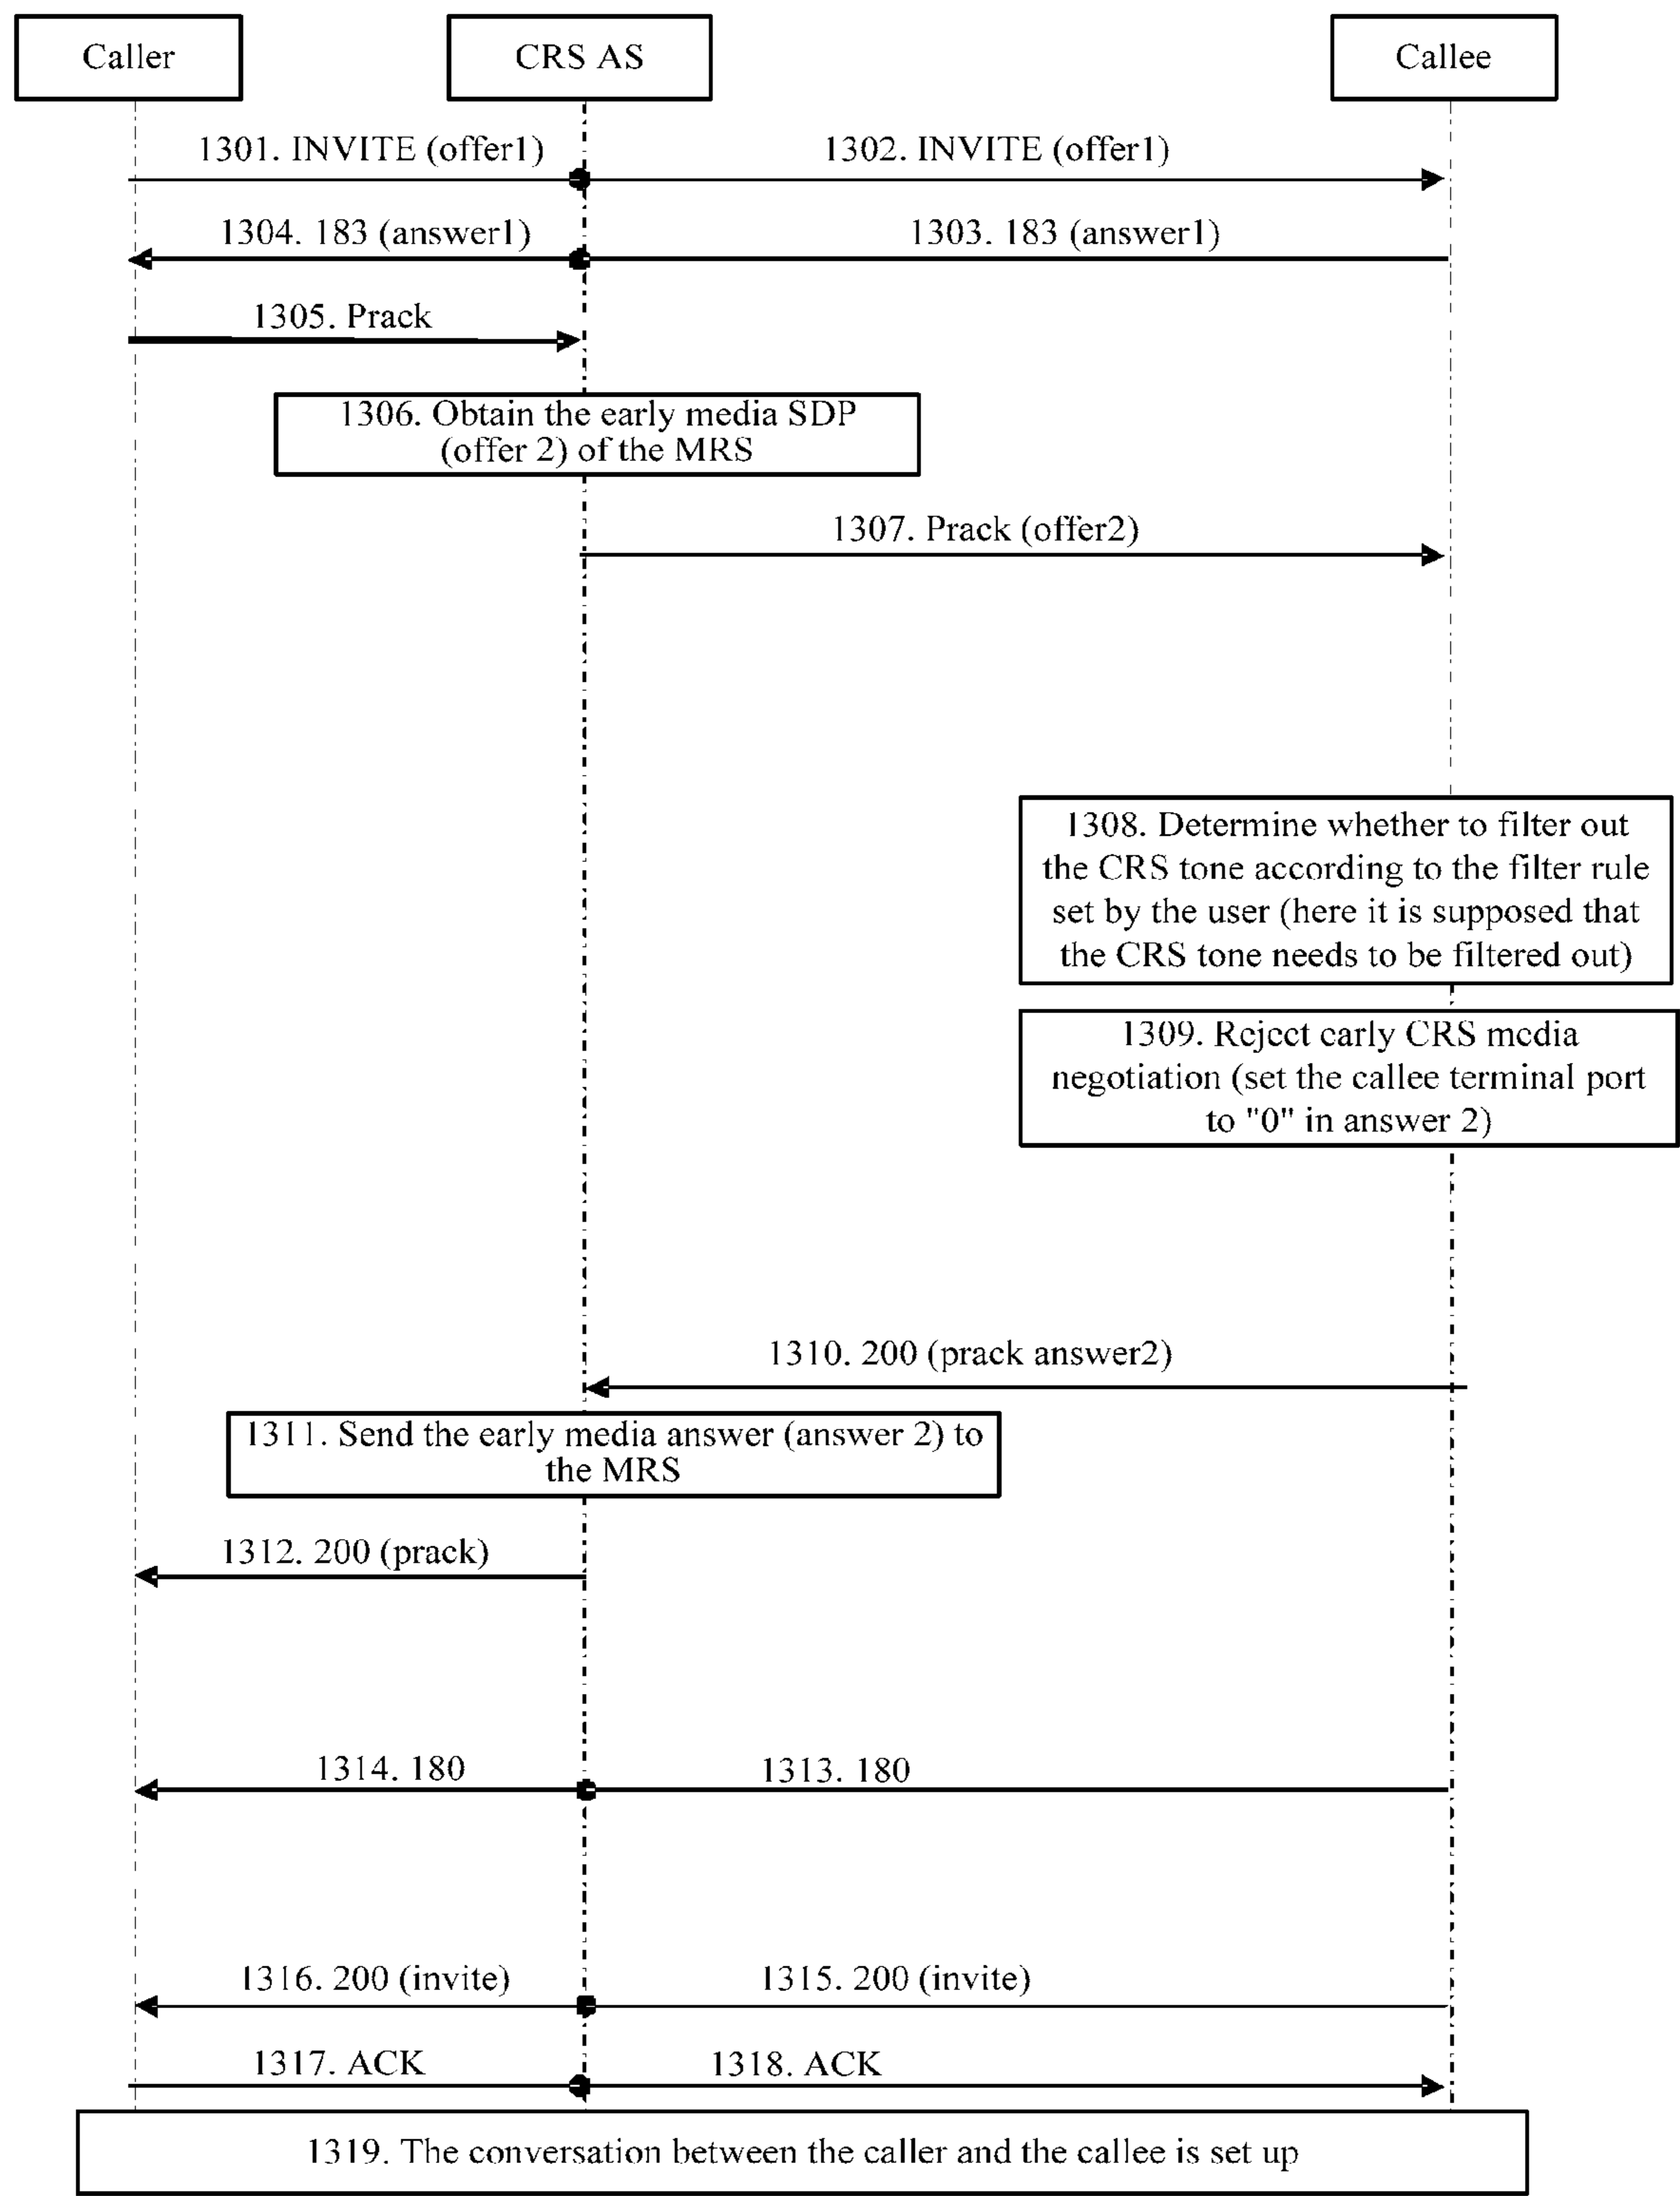 Caller
CRS AS
Callee
1301. INVITE (offer1)
1302. INVITE (offer1)
1304. 183 (answer1)
1303. 183 (answer1)
1305. Prack
1306. Obtain the early media SDP
(offer 2) of the MRS
1307. Prack (offer2)
1308. Determine whether to filter out
the CRS tone according to the filter rule
set by the user (here it is supposed that
the CRS tone needs to be filtered out)
1309. Reject early CRS media
negotiation (set the callee terminal port
to "0" in answer 2)
1310. 200 (prack answer2)
1311. Send the early media answer (answer 2) to
the MRS
1312. 200 (prack)
1314. 180
1313. 180
1316. 200 (invite)
1315. 200 (invite)
1317. ACK
1318. ACK
1319. The conversation between the caller and the callee is set up